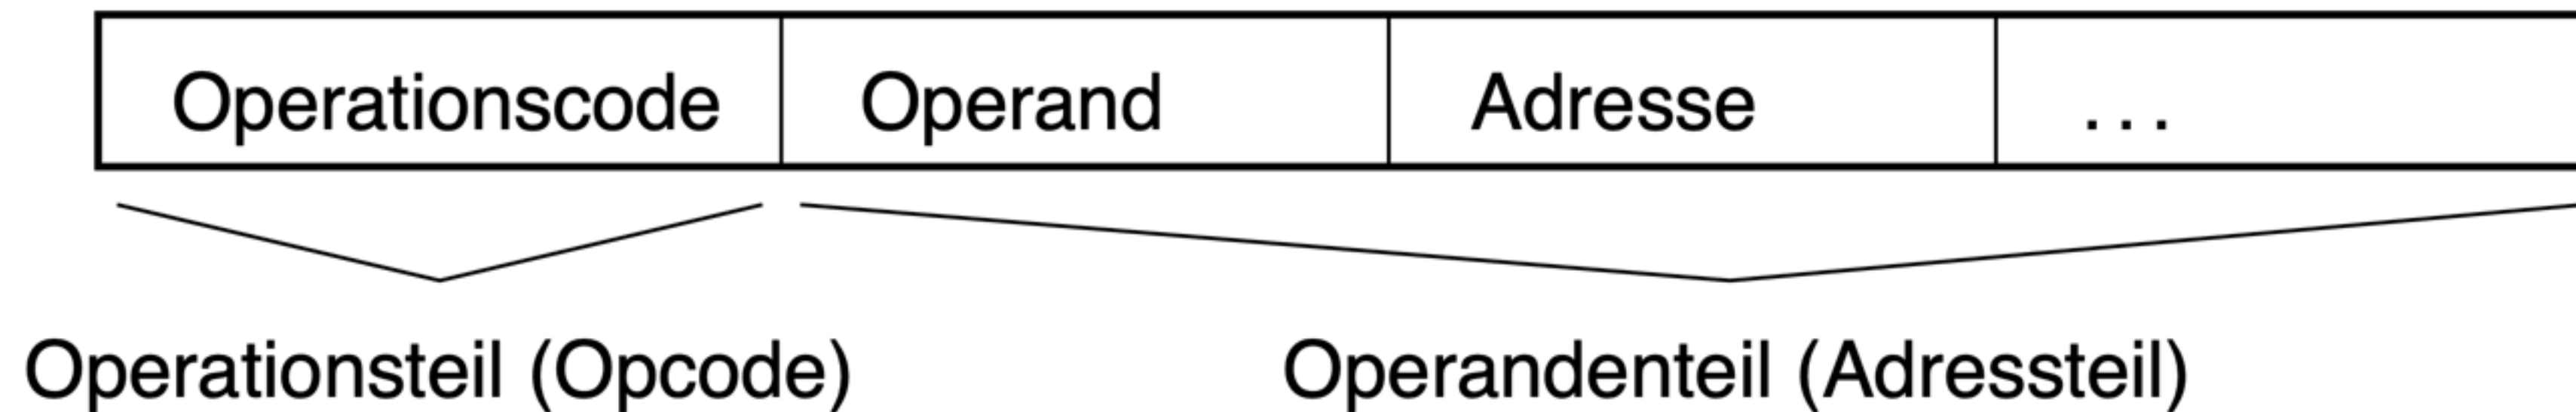 Operationscode Operand Adresse ...
Operationsteil (Opcode) Operandenteil (Adressteil)